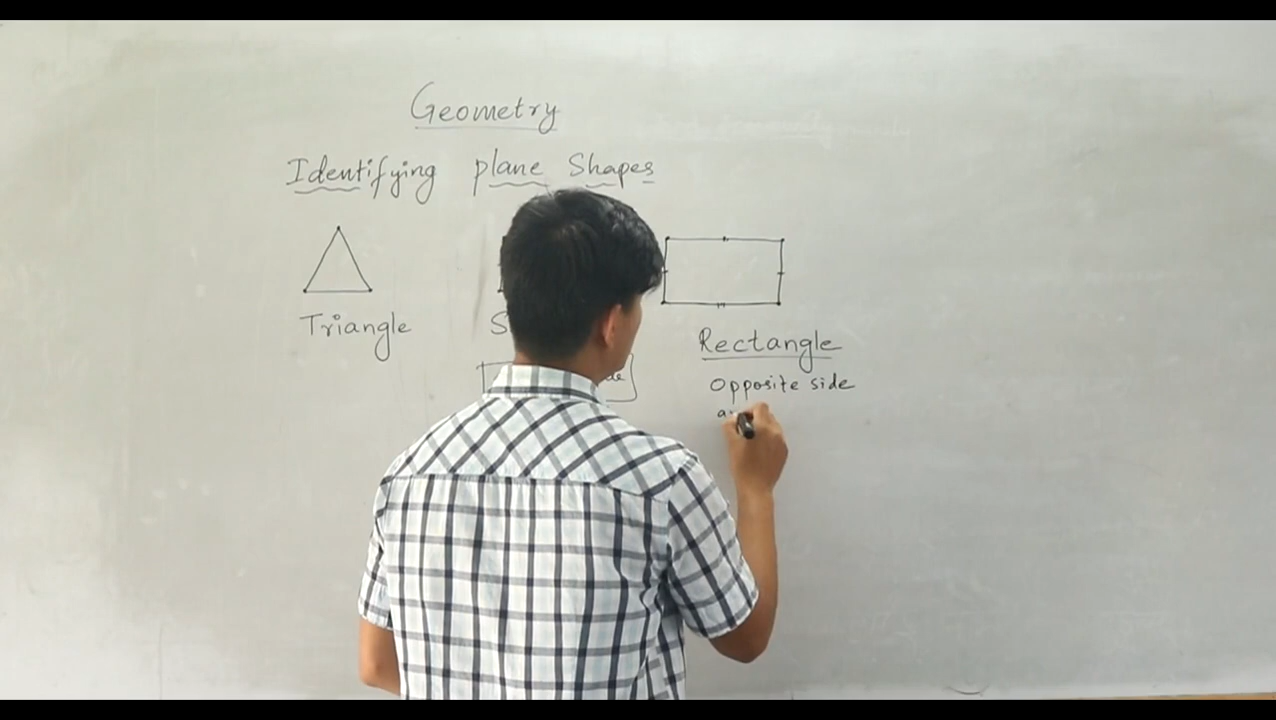 Geometry
Identifying plane Shapes
Triangle
Rectangle
Opposite side